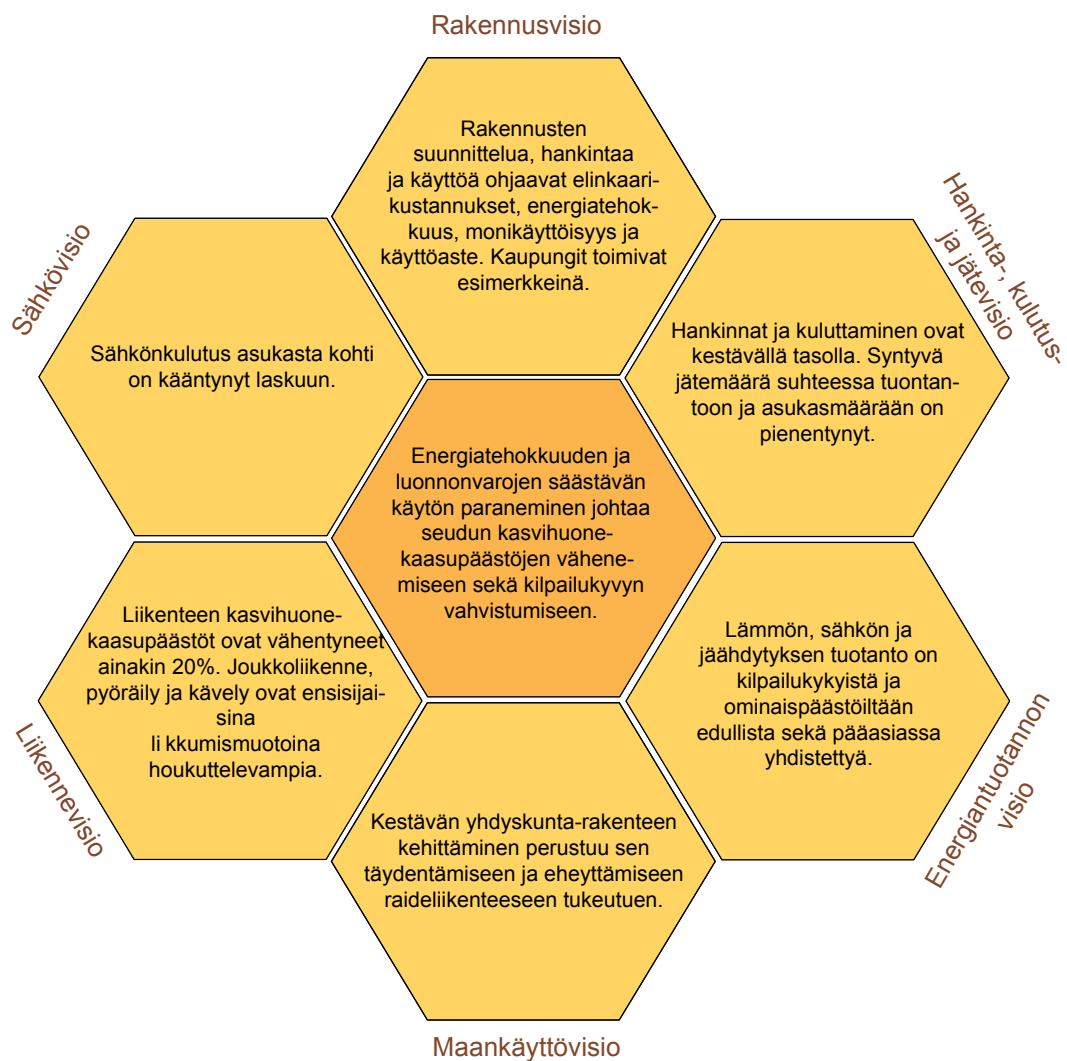 Rakennusvisio
Rakennusten
suunnittelua, hankintaa
ja käyttöä ohjaavat elinkaari-
kustannukset, energiatehok-
kuus, monikäyttöisyys ja
käyttöaste. Kaupungit toimivat
esimerkkeinä.
Hankinta-, kulutus-
ja jätevisio
Hankinnat ja kuluttaminen ovat
kestävällä tasolla. Syntyvä
jätemäärä suhteessa tuontan-
toon ja asukasmäärään on
pienentynyt.
Sähkövisio
Sähkönkulutus asukasta kohti
on kääntynyt laskuun.
Energiatehokkuuden ja
luonnonvarojen säästävän
käytön paraneminen johtaa
seudun kasvihuone-
kaasupäästöjen vähene-
miseen sekä kilpailukyvyn
vahvistumiseen.
Liikenteen kasvihuone-
kaasupäästöt ovat vähentyneet
ainakin 20%. Joukkoliikenne,
pyöräily ja kävely ovat ensisijai-
sina
li kkumismuotoina
houkuttelevampia.
Liikennevisio
Lämmön, sähkön ja
jäähdytyksen tuotanto on
kilpailukykyistä ja
ominaispäästöiltään
edullista sekä pääasiassa
yhdistettyä.
Energiantuotannon
visio
Kestävän yhdyskunta-rakenteen
kehittäminen perustuu sen
täydentämiseen ja eheyttämiseen
raideliikenteeseen tukeutuen.
Maankäyttövisio